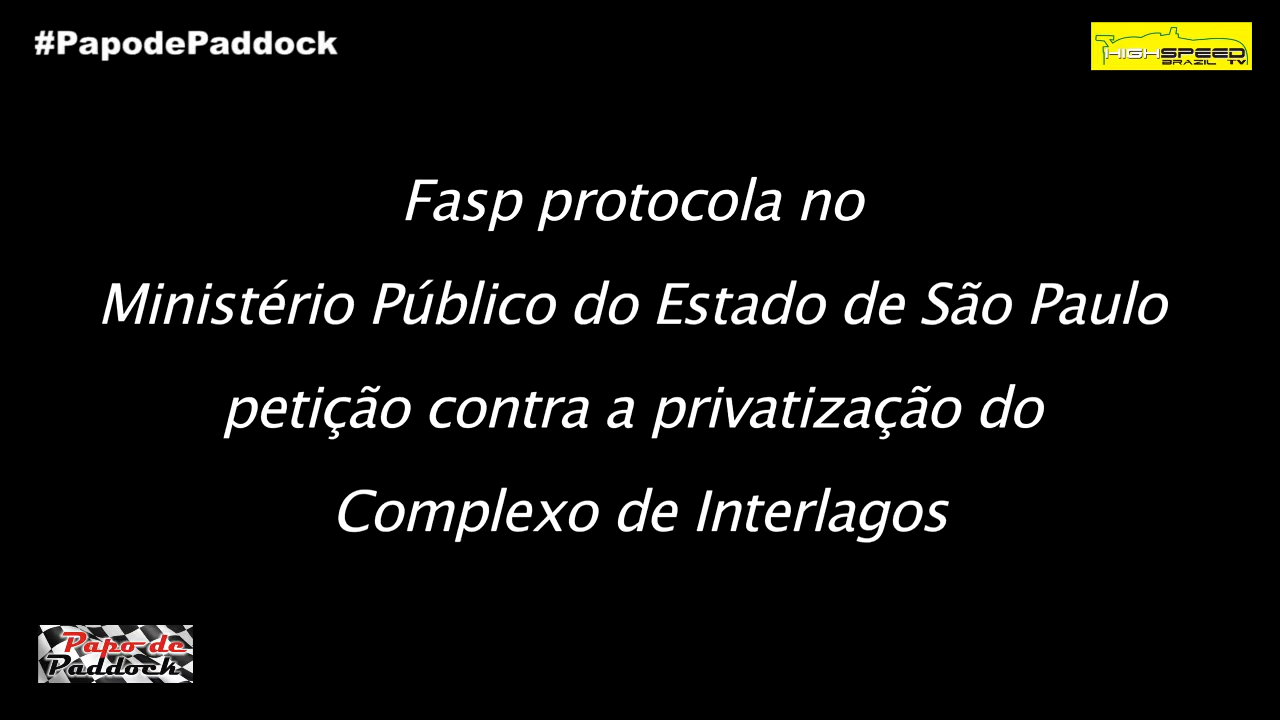 #PapodePaddock
HIGHSPEED
BRAZIL TV
Fasp protocola no
Ministério Público do Estado de São Paulo
petição contra a privatização do
Complexo de Interlagos
Papo de
Paddock